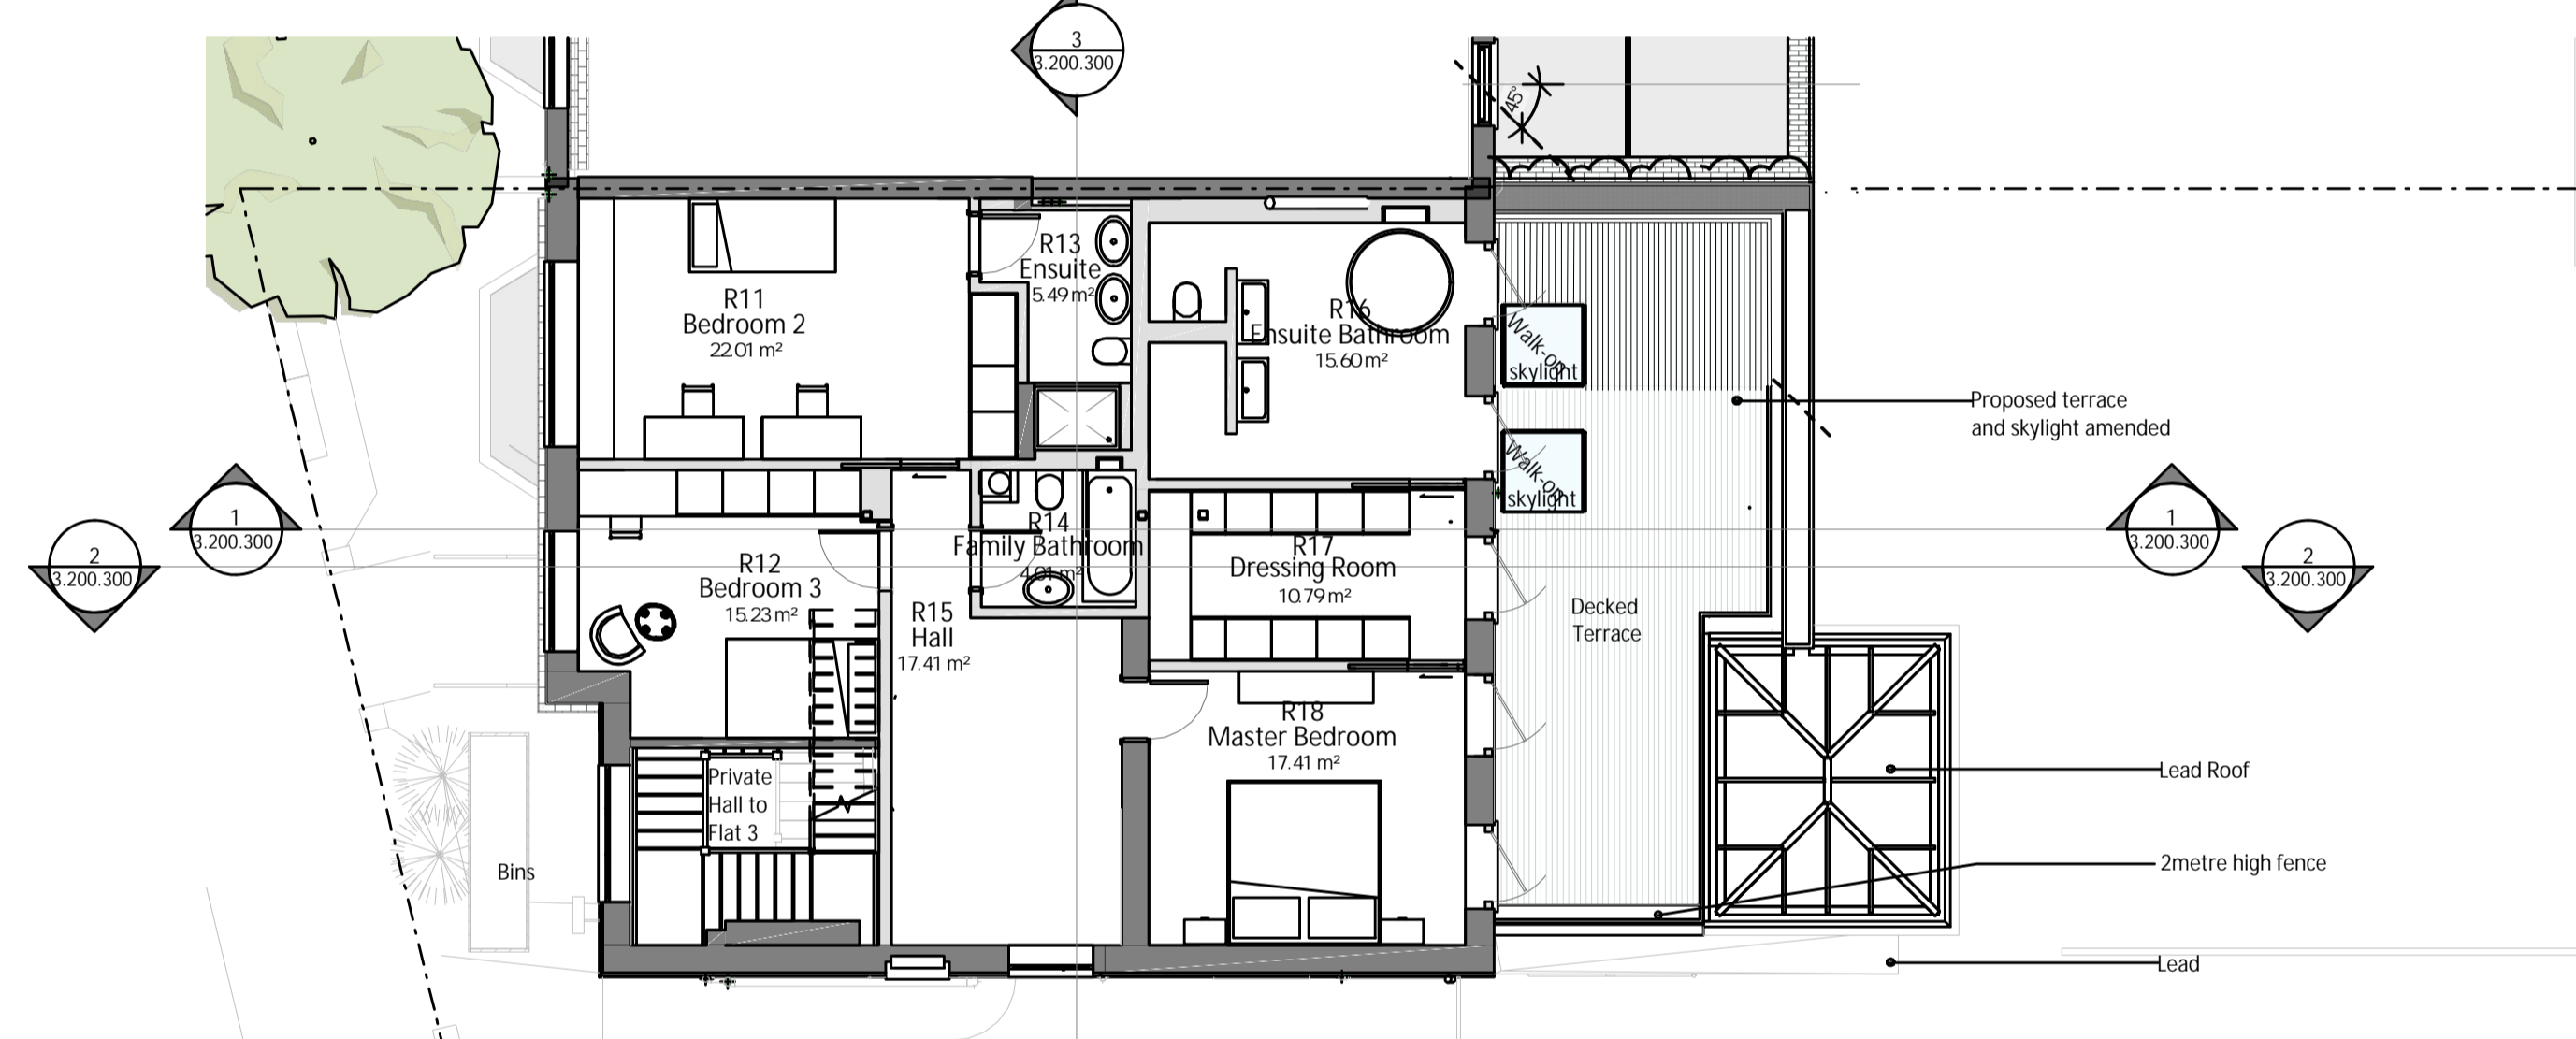 3
3.200.300
45°
R11
Bedroom 2
22.01 m²
R13
Ensuite
5.49 m²
R16
Ensuite Bathroom
15.60 m²
Walk-on
skylight
Walk-on
skylight
Proposed terrace
and skylight amended
1
3.200.300
2
3.200.300
R12
Bedroom 3
15.23 m²
R14
Family Bathroom
4.01 m²
R15
Hall
17.41 m²
R17
Dressing Room
10.79 m²
Decked
Terrace
1
3.200.300
2
3.200.300
R18
Master Bedroom
17.41 m²
Private
Hall to
Flat 3
Bins
Lead Roof
2metre high fence
Lead